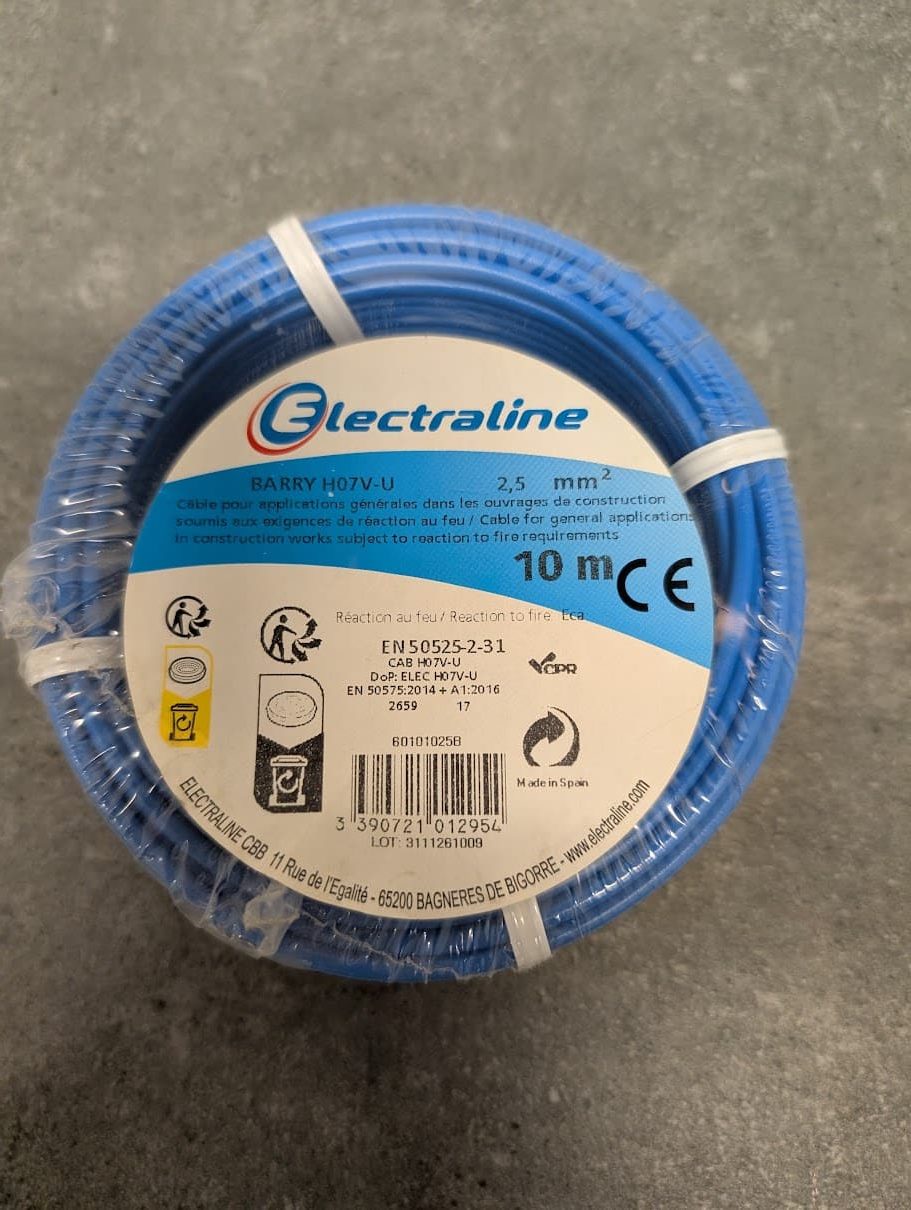 Electraline
BARRY H07V-U 2,5 mm²
Câble pour applications générales dans les ouvrages de construction
soumis aux exigences de réaction au feu / Cable for general applications
in construction works subject to reaction to fire requirements
10 m CE
Réaction au feu / Reaction to fire: Eca
EN 50525-2-31
CAB H07V-U
DoP: ELEC H07V-U
EN 50575:2014 + A1:2016
2659 17
CPR
60101025B
3 390721 012954
LOT: 3111261009
Made in Spain
ELECTRALINE CBB 11 Rue de l'Egalité - 65200 BAGNERES DE BIGORRE - www.electraline.com